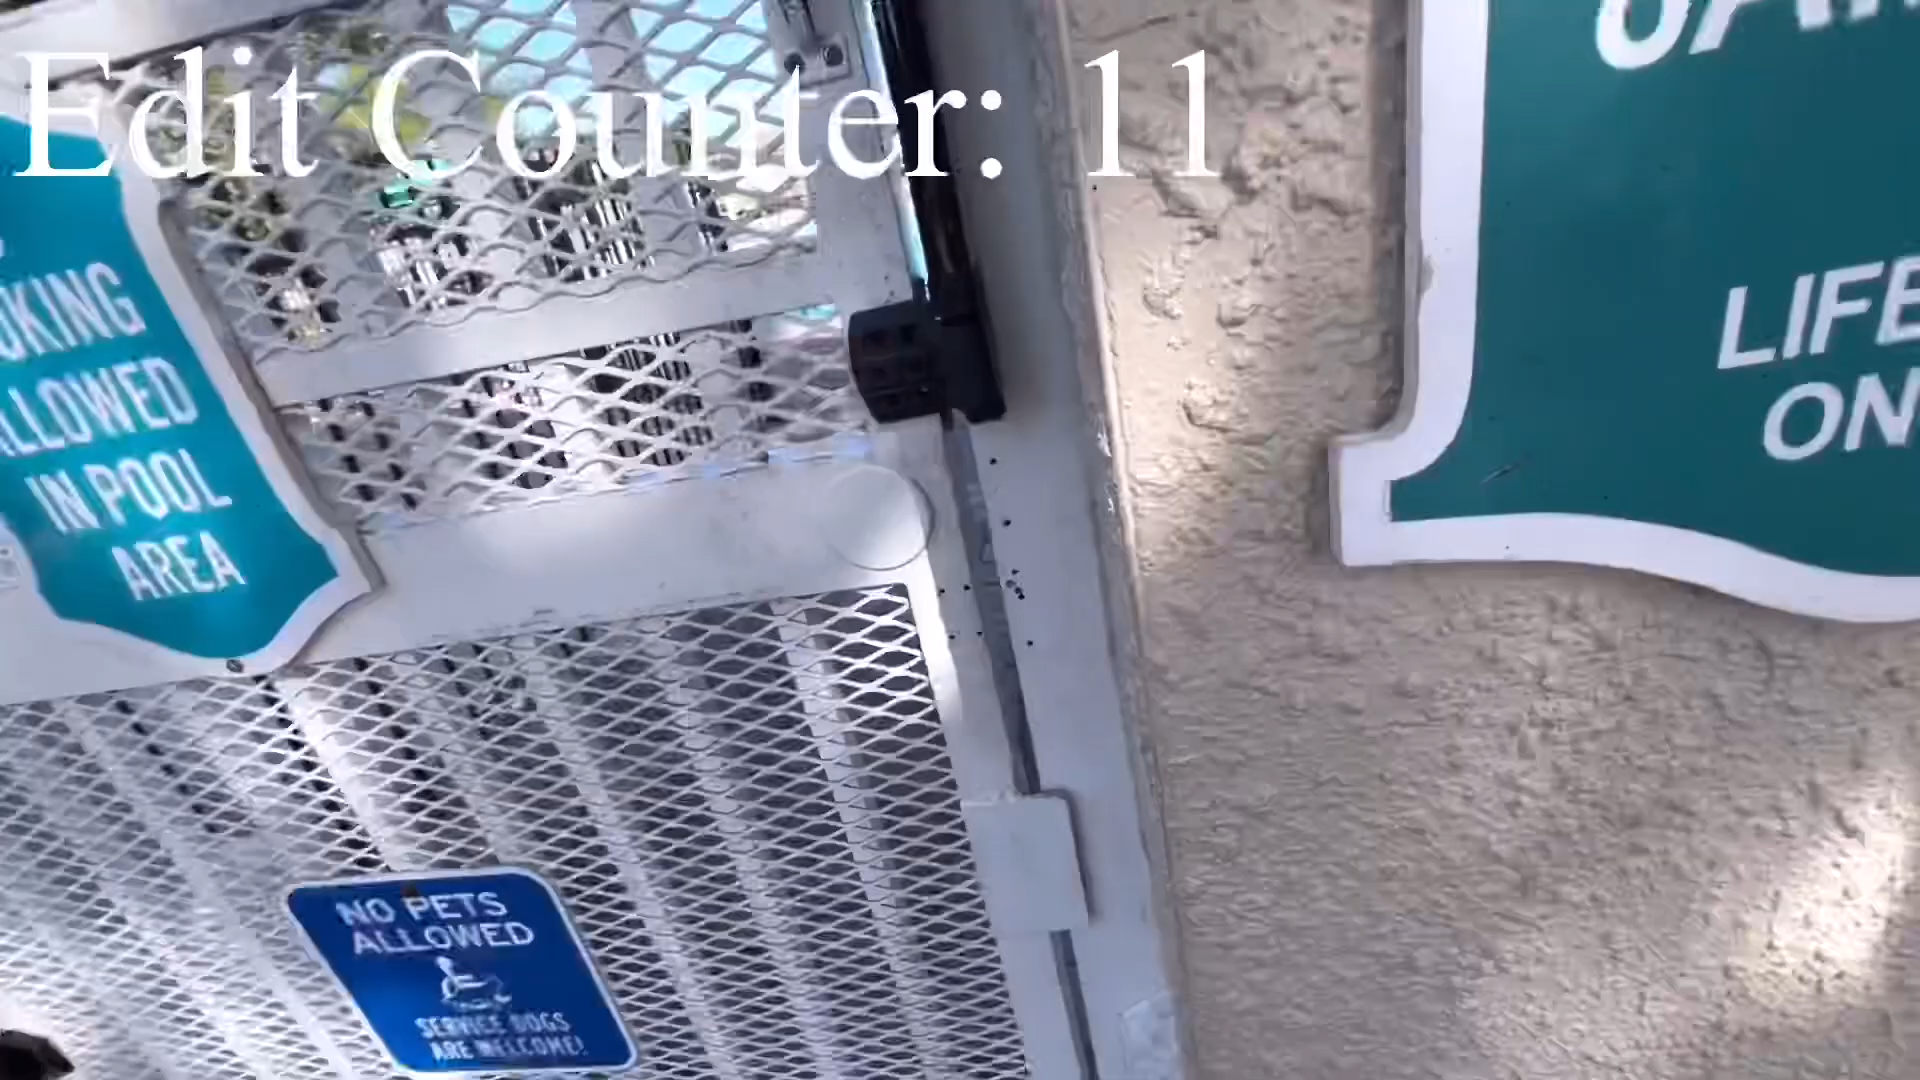 Edit Counter: 11
OKING
ALLOWED
IN POOL
AREA
NO PETS
ALLOWED
SERVICE DOGS
ARE WELCOME!
LIFE
ON